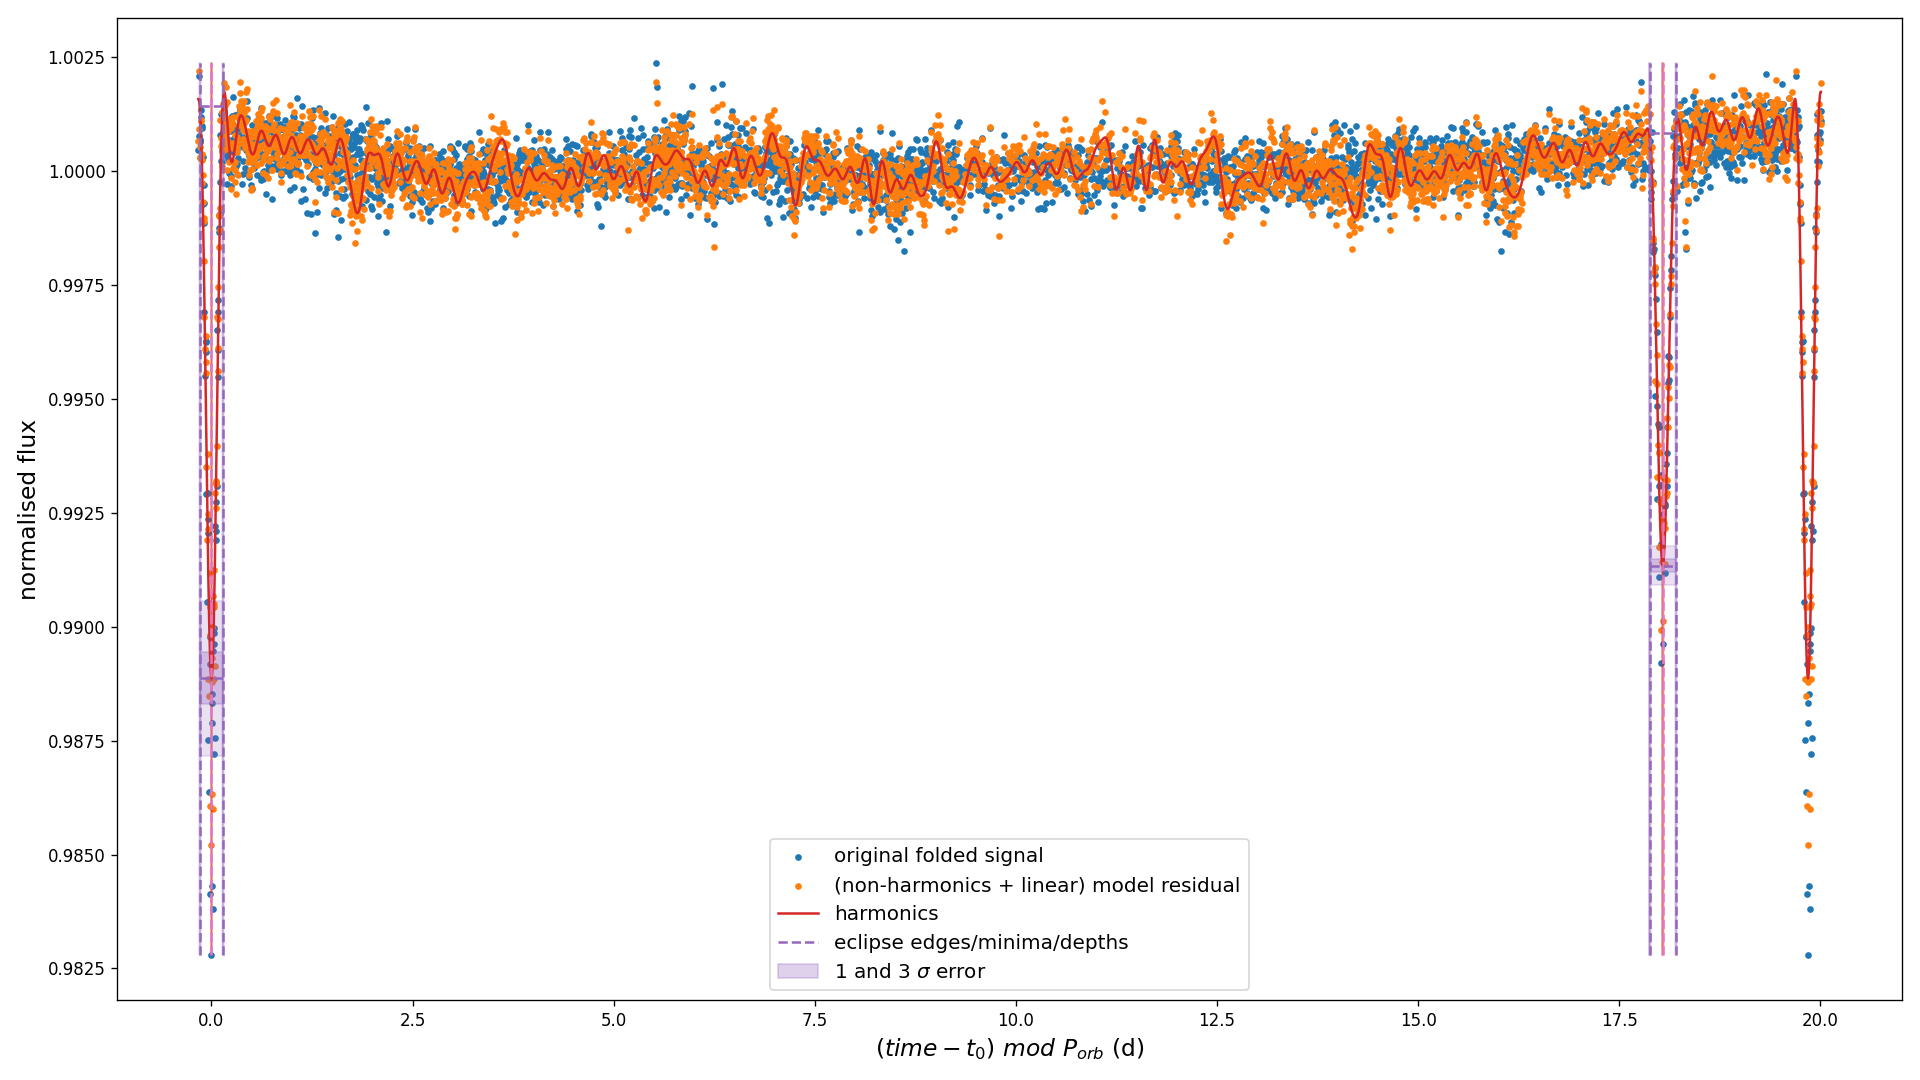 normalised flux
1.0025
1.0000
0.9975
0.9950
0.9925
0.9900
0.9875
0.9850
0.9825
original folded signal
(non-harmonics + linear) model residual
harmonics
eclipse edges/minima/depths
1 and 3 σ error
0.0 2.5 5.0 7.5 10.0 12.5 15.0 17.5 20.0
(time − t₀) mod Pₒᵣb (d)